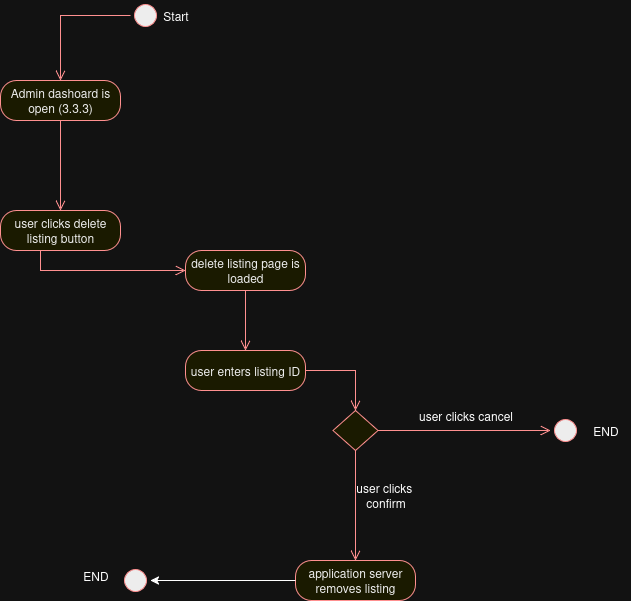 Start
Admin dashoard is
open (3.3.3)
user clicks delete
listing button
delete listing page is
loaded
user enters listing ID
user clicks cancel
END
user clicks
confirm
application server
removes listing
END